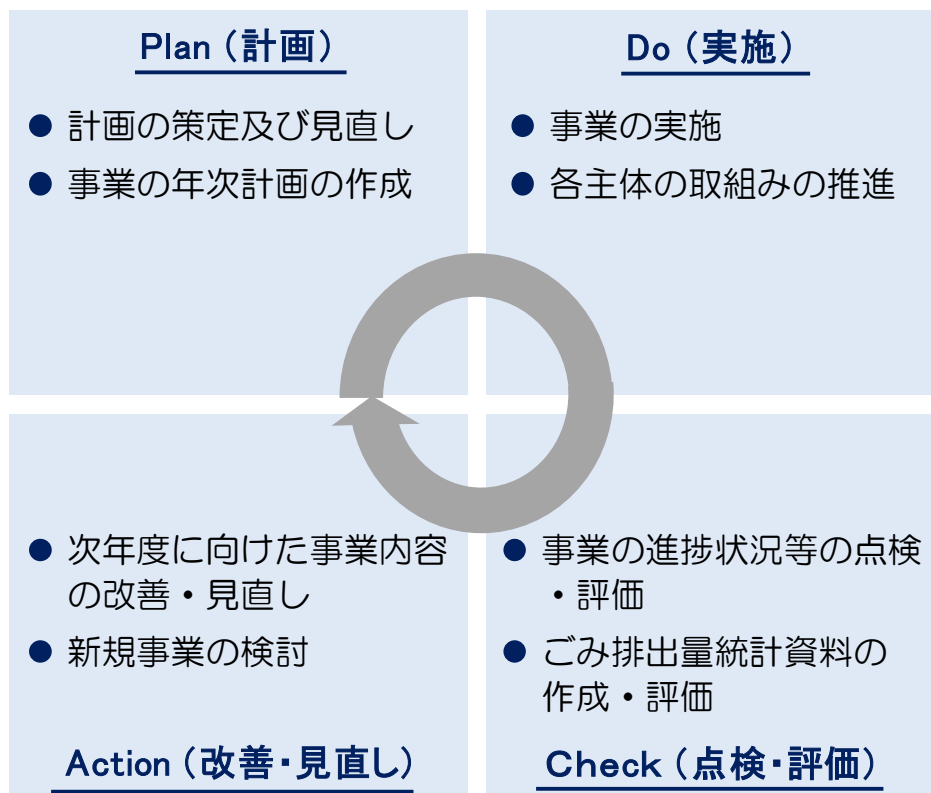 Plan（計画）
● 計画の策定及び見直し
● 事業の年次計画の作成
Do（実施）
● 事業の実施
● 各主体の取組みの推進
● 次年度に向けた事業内容
の改善・見直し
● 新規事業の検討
Action（改善・見直し）
● 事業の進捗状況等の点検
・評価
● ごみ排出量統計資料の
作成・評価
Check（点検・評価）